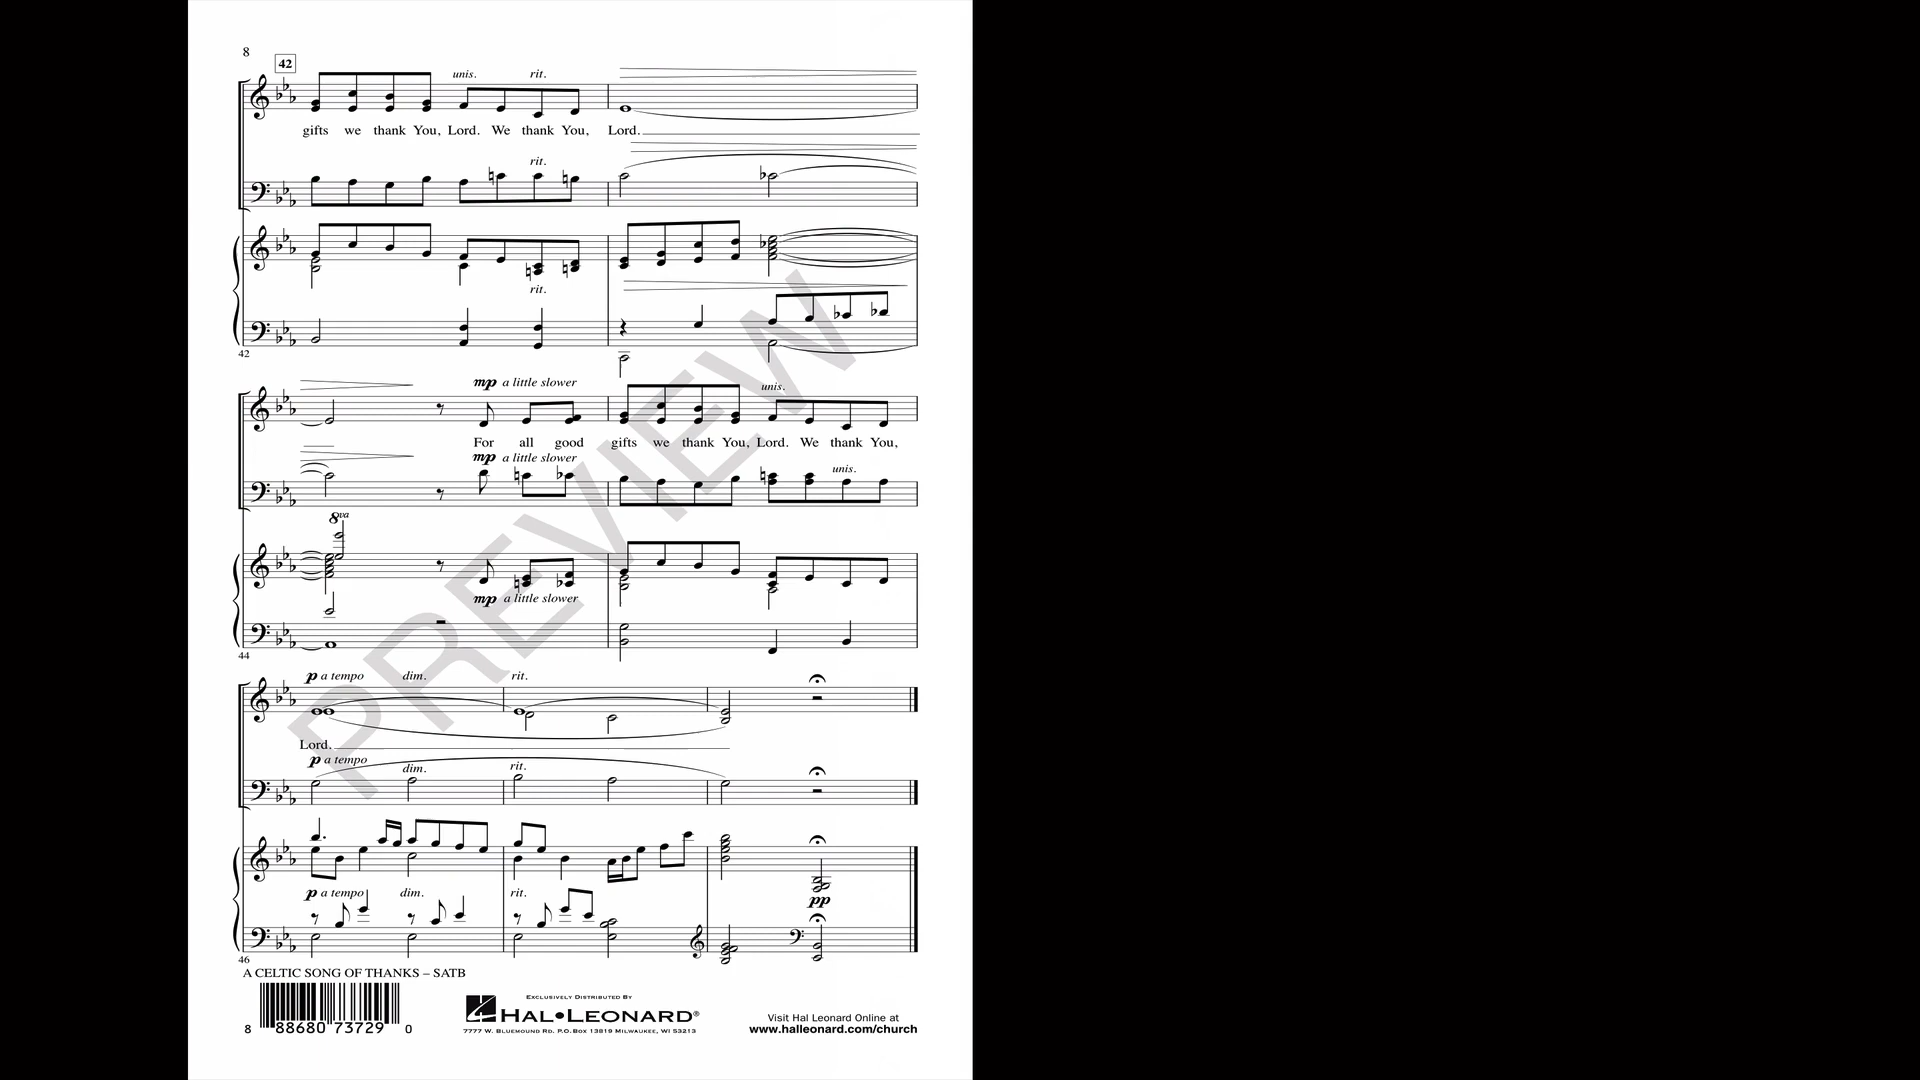 8
42
unis. rit.
gifts we thank You, Lord. We thank You, Lord.
rit.
rit.
42
mp a little slower unis.
For all good gifts we thank You, Lord. We thank You,
mp a little slower
unis.
8va
mp a little slower
44
p a tempo dim. rit.
Lord.
p a tempo dim. rit.
p a tempo dim. rit.
pp
46
A CELTIC SONG OF THANKS – SATB
8 88680 73729 0
EXCLUSIVELY DISTRIBUTED BY
HAL•LEONARD®
7777 W. BLUEMOUND RD. P.O. BOX 13819 MILWAUKEE, WI 53213
Visit Hal Leonard Online at
www.halleonard.com/church
PREVIEW